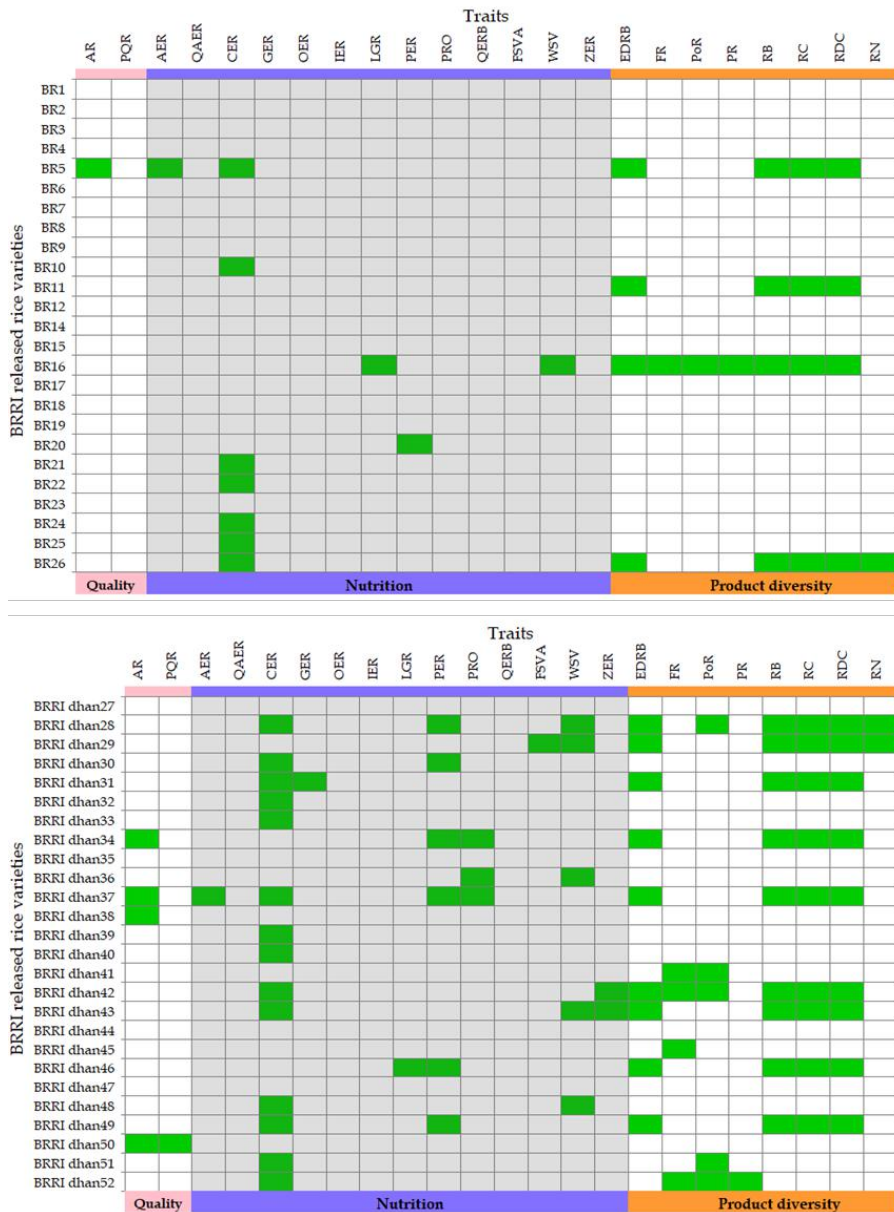 Traits
AR PQR AER QAER CER GER OER IER LGR PER PRO QERB FSVA WSV ZER EDRB FR PoR PR RB RC RDC RN
BRRI released rice varieties
BR1
BR2
BR3
BR4
BR5
BR6
BR7
BR8
BR9
BR10
BR11
BR12
BR14
BR15
BR16
BR17
BR18
BR19
BR20
BR21
BR22
BR23
BR24
BR25
BR26
Quality Nutrition Product diversity
Traits
AR PQR AER QAER CER GER OER IER LGR PER PRO QERB FSVA WSV ZER EDRB FR PoR PR RB RC RDC RN
BRRI released rice varieties
BRRI dhan27
BRRI dhan28
BRRI dhan29
BRRI dhan30
BRRI dhan31
BRRI dhan32
BRRI dhan33
BRRI dhan34
BRRI dhan35
BRRI dhan36
BRRI dhan37
BRRI dhan38
BRRI dhan39
BRRI dhan40
BRRI dhan41
BRRI dhan42
BRRI dhan43
BRRI dhan44
BRRI dhan45
BRRI dhan46
BRRI dhan47
BRRI dhan48
BRRI dhan49
BRRI dhan50
BRRI dhan51
BRRI dhan52
Quality Nutrition Product diversity